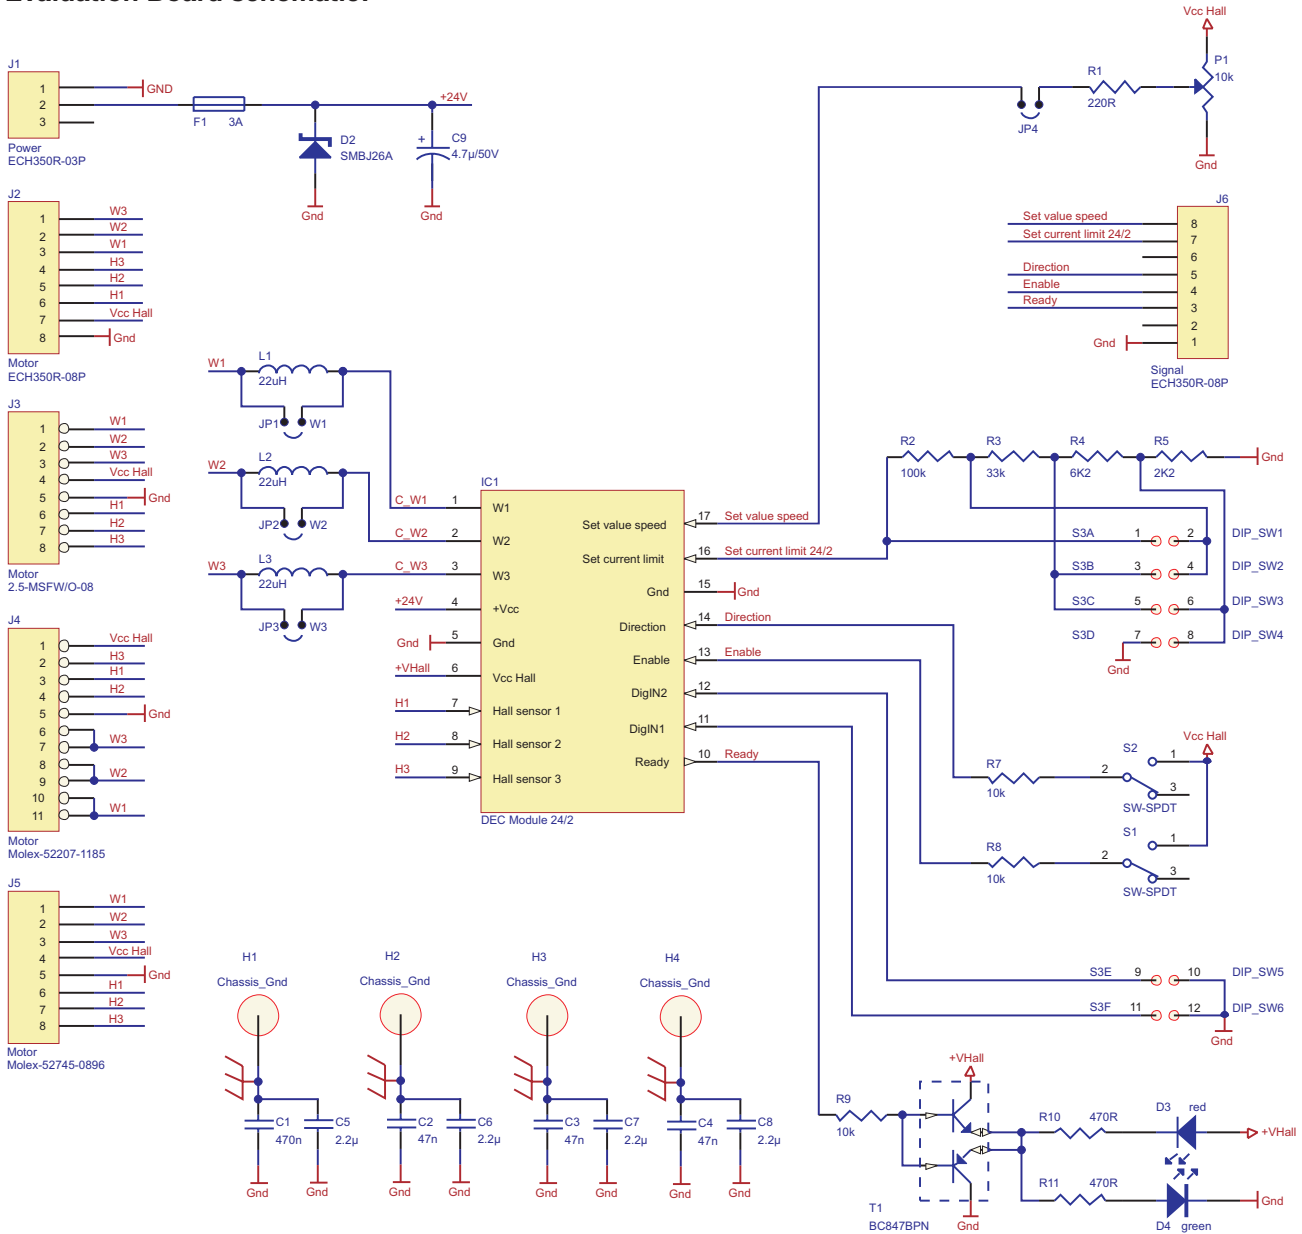 Evaluation Board schematic:
J1
1
2
3
Power
ECH350R-03P
GND
F1 3A
+24V
D2
SMBJ26A
Gnd
C9
+
4.7µ/50V
Gnd
Vcc Hall
P1
10k
R1
220R
JP4
Gnd
J2
1 W3
2 W2
3 W1
4 H3
5 H2
6 H1
7 Vcc Hall
8 Gnd
Motor
ECH350R-08P
J6
Set value speed 8
Set current limit 24/2 7
6
Direction 5
Enable 4
Ready 3
2
Gnd 1
Signal
ECH350R-08P
J3
1 W1
2 W2
3 W3
4 Vcc Hall
5 Gnd
6 H1
7 H2
8 H3
Motor
2.5-MSFW/O-08
W1 L1
22uH
JP1 W1
W2 L2
22uH
JP2 W2
W3 L3
22uH
JP3 W3
IC1
C_W1 1 W1
C_W2 2 W2
C_W3 3 W3
+24V 4 +Vcc
Gnd 5 Gnd
+VHall 6 Vcc Hall
H1 7 Hall sensor 1
H2 8 Hall sensor 2
H3 9 Hall sensor 3
Set value speed 17 Set value speed
Set current limit 16 Set current limit 24/2
Gnd 15 Gnd
Direction 14 Direction
Enable 13 Enable
DigIN2 12
DigIN1 11
Ready 10 Ready
DEC Module 24/2
R2 R3 R4 R5
100k 33k 6K2 2K2
Gnd
S3A 1 2 DIP_SW1
S3B 3 4 DIP_SW2
S3C 5 6 DIP_SW3
S3D 7 8 DIP_SW4
Gnd
J4
1 Vcc Hall
2 H3
3 H1
4 H2
5 Gnd
6
7 W3
8
9 W2
10
11 W1
Motor
Molex-52207-1185
Vcc Hall
R7
10k
S2
2 1
3
SW-SPDT
R8
10k
S1
2 1
3
SW-SPDT
J5
1 W1
2 W2
3 W3
4 Vcc Hall
5 Gnd
6 H1
7 H2
8 H3
Motor
Molex-52745-0896
H1
Chassis_Gnd
C1
470n
C5
2.2µ
Gnd Gnd
H2
Chassis_Gnd
C2
47n
C6
2.2µ
Gnd Gnd
H3
Chassis_Gnd
C3
47n
C7
2.2µ
Gnd Gnd
H4
Chassis_Gnd
C4
47n
C8
2.2µ
Gnd Gnd
S3E 9 10 DIP_SW5
S3F 11 12 DIP_SW6
Gnd
+VHall
R9
10k
T1
BC847BPN
Gnd
R10 470R
D3 red
+VHall
R11 470R
D4 green
Gnd